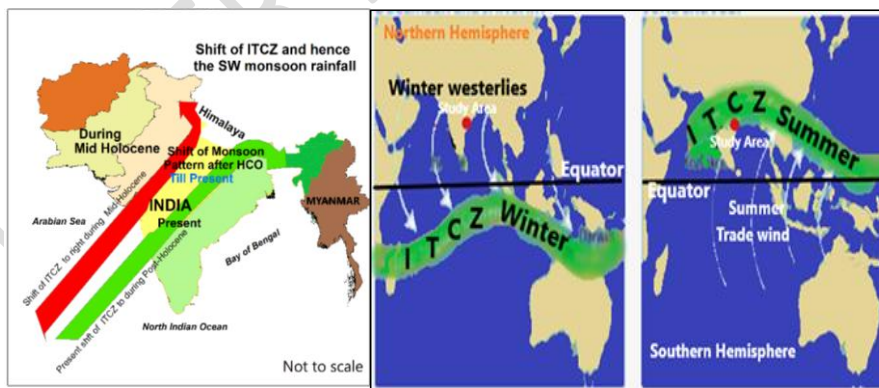 Shift of ITCZ and hence
the SW monsoon rainfall
Himalaya
During
Mid Holocene
Shift of Monsoon
Pattern after HCO
Till Present
MYANMAR
INDIA
Present
Arabian Sea
Bay of Bengal
Shift of ITCZ to right during Mid-Holocene
Present shift of ITCZ to during Post-Holocene
North Indian Ocean
Not to scale
Northern Hemisphere
Winter westerlies
Study Area
Equator
ITCZ Winter
ITCZ Summer
Study Area
Equator
Summer
Trade wind
Southern Hemisphere